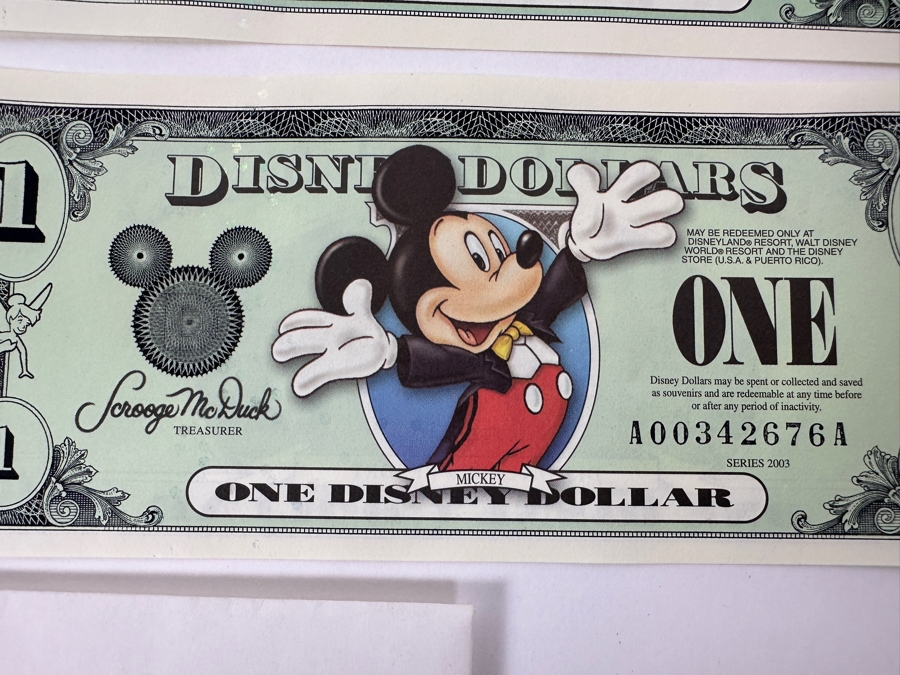 DISNEY DOLLARS
1
MAY BE REDEEMED ONLY AT
DISNEYLAND® RESORT, WALT DISNEY
WORLD® RESORT AND THE DISNEY
STORE (U.S.A. & PUERTO RICO).
ONE
Disney Dollars may be spent or collected and saved
as souvenirs and are redeemable at any time before
or after any period of inactivity.
Scrooge McDuck
TREASURER
A00342676A
SERIES 2003
1
MICKEY
ONE DISNEY DOLLAR